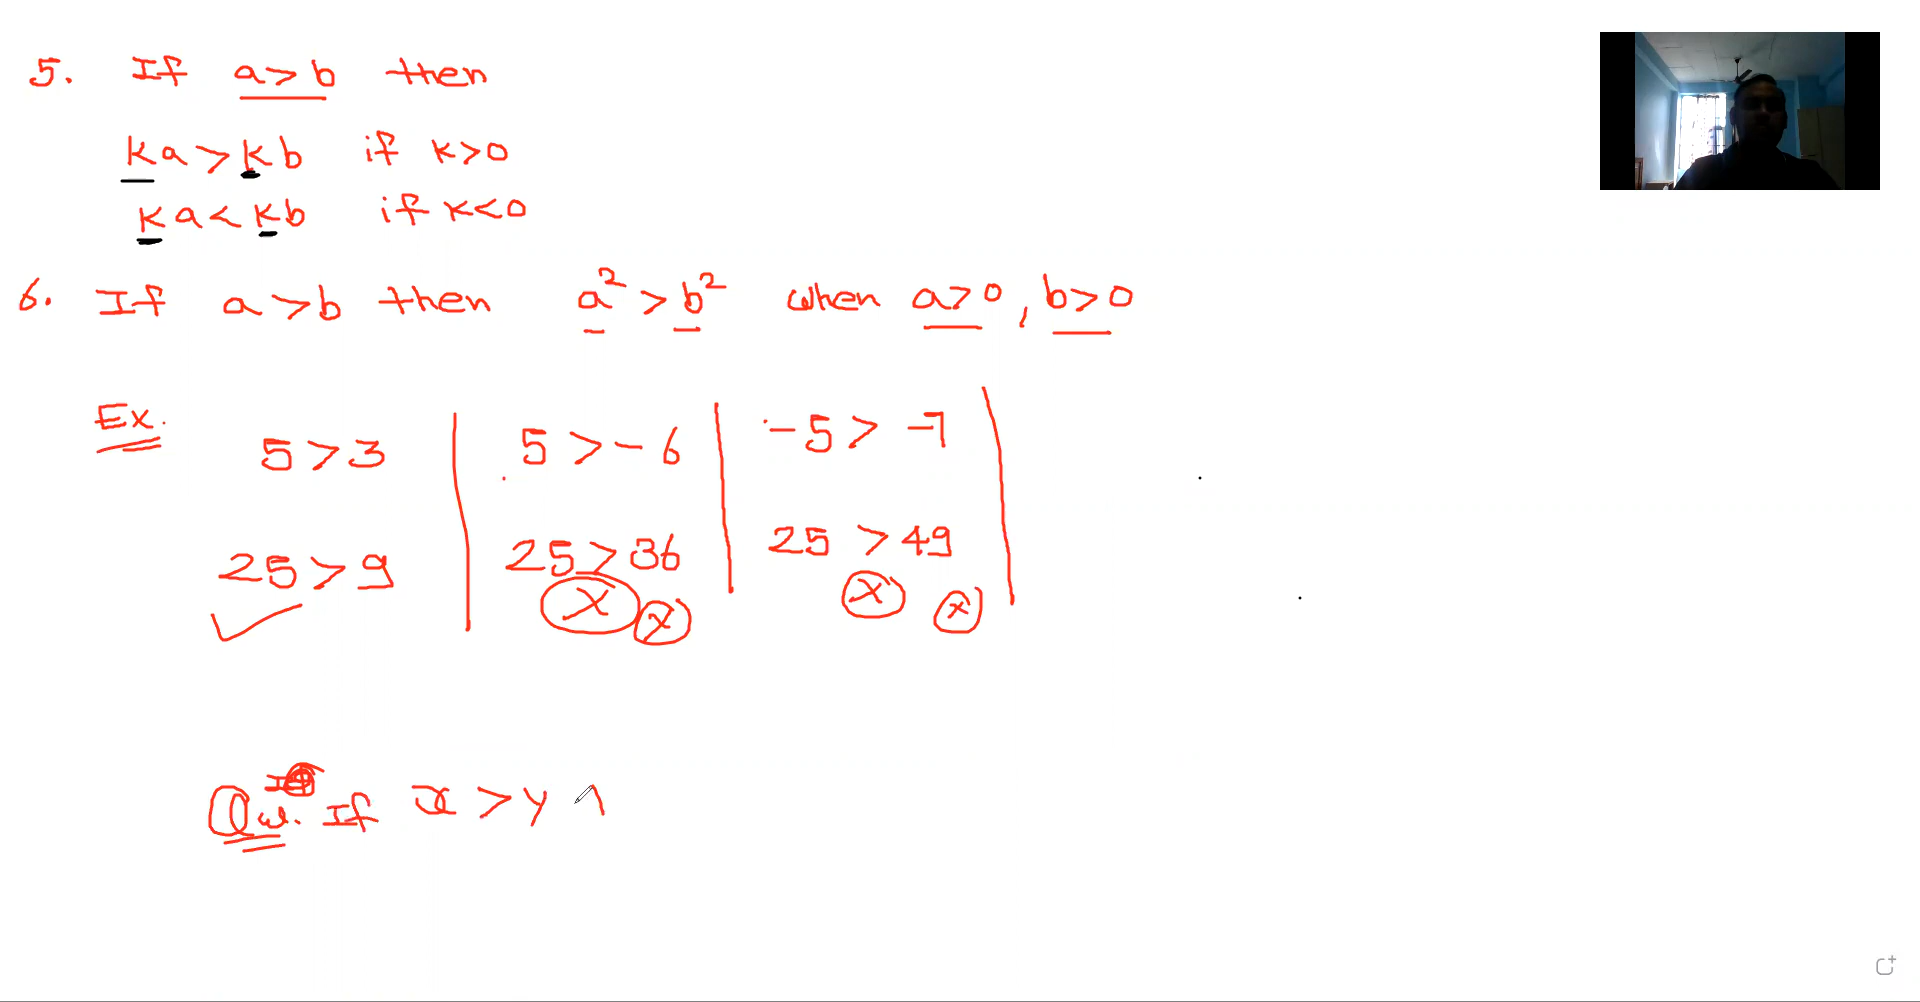 5. If a>b then
ka>kb if k>0
ka<kb if k<0
6. If a>b then a²>b² when a>0, b>0
Ex.
5>3 | 5>-6 | -5>-7
25>9 | 25>36 | 25>49
✓ x x x x
If x>y